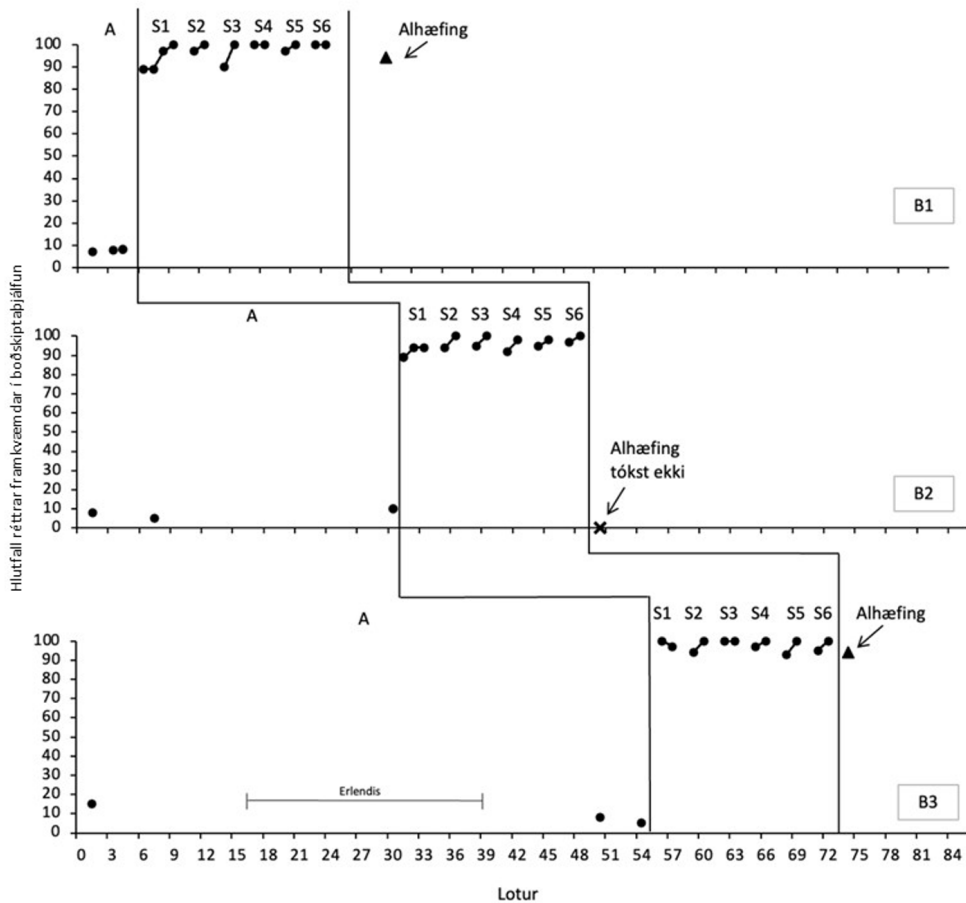 Hlutfall réttrar framkvæmdar í boðskiptaþjálfun
A
S1 S2 S3 S4 S5 S6
Alhæfing
100
90
80
70
60
50
40
30
20
10
0
B1
A
S1 S2 S3 S4 S5 S6
100
90
80
70
60
50
40
30
20
10
0
Alhæfing
tókst ekki
B2
A
S1 S2 S3 S4 S5 S6
Alhæfing
100
90
80
70
60
50
40
30
20
10
0
Erlendis
B3
0 3 6 9 12 15 18 21 24 27 30 33 36 39 42 45 48 51 54 57 60 63 66 69 72 75 78 81 84
Lotur